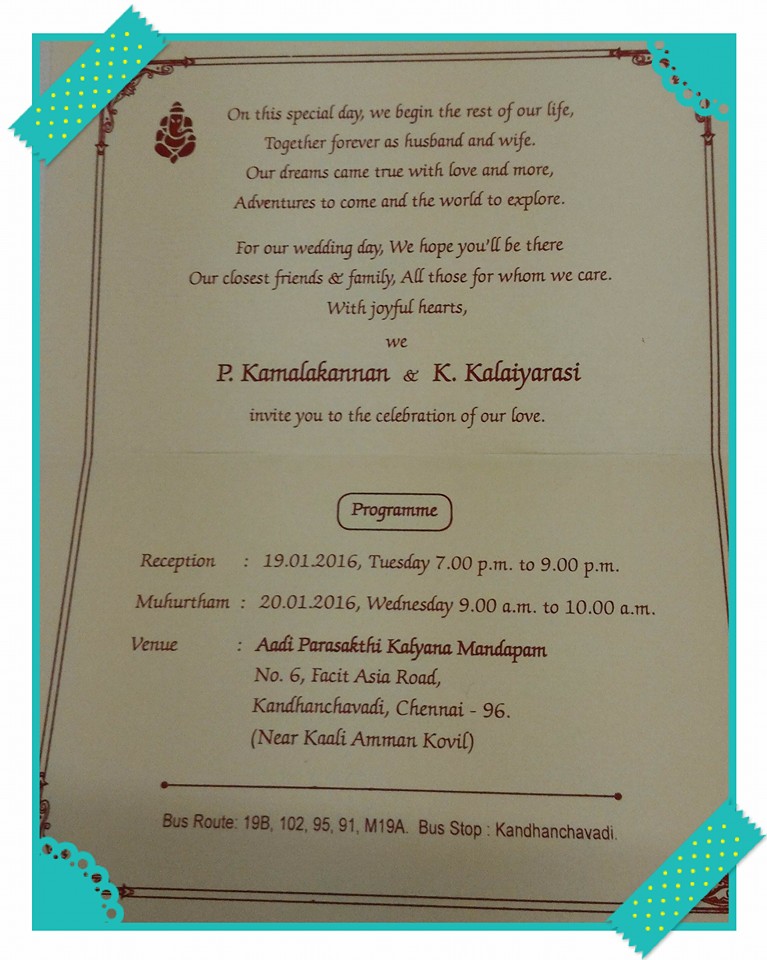 On this special day, we begin the rest of our life,
Together forever as husband and wife.
Our dreams came true with love and more,
Adventures to come and the world to explore.
For our wedding day, We hope you'll be there
Our closest friends & family, All those for whom we care.
With joyful hearts,
we
P. Kamalakannan & K. Kalaiyarasi
invite you to the celebration of our love.
Programme
Reception : 19.01.2016, Tuesday 7.00 p.m. to 9.00 p.m.
Muhurtham : 20.01.2016, Wednesday 9.00 a.m. to 10.00 a.m.
Venue : Aadi Parasakthi Kalyana Mandapam
No. 6, Facit Asia Road,
Kandhanchavadi, Chennai - 96.
(Near Kaali Amman Kovil)
Bus Route: 19B, 102, 95, 91, M19A. Bus Stop : Kandhanchavadi.